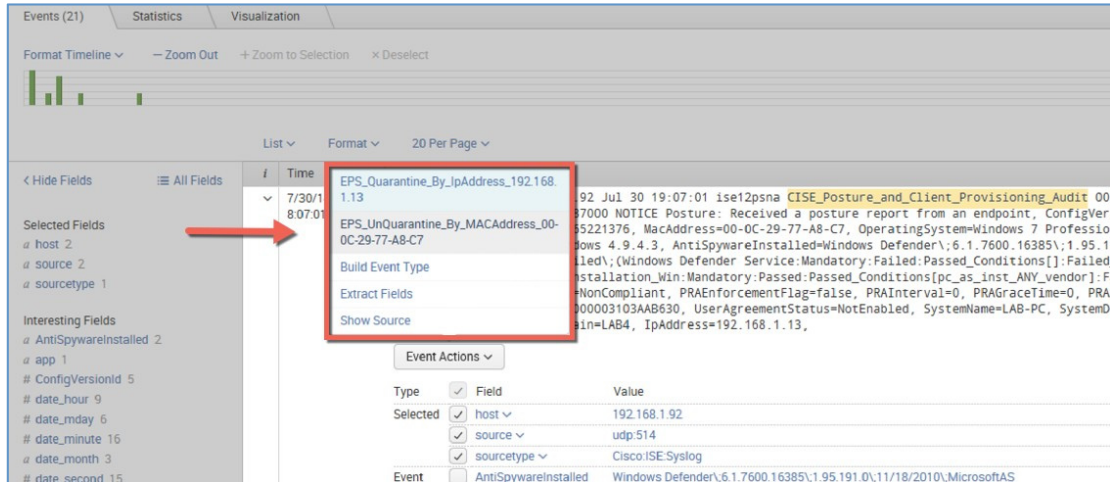 Events (21) Statistics Visualization
Format Timeline — Zoom Out + Zoom to Selection × Deselect
List Format 20 Per Page
< Hide Fields All Fields
i Time
Selected Fields
a host 2
a source 2
a sourcetype 1
Interesting Fields
a AntiSpywareInstalled 2
a app 1
# ConfigVersionId 5
# date_hour 9
# date_mday 6
# date_minute 16
a date_month 3
# date_second 15
7/30/1
8:07:01
EPS_Quarantine_By_IpAddress_192.168.
1.13
EPS_UnQuarantine_By_MACAddress_00-
0C-29-77-A8-C7
Build Event Type
Extract Fields
Show Source
.92 Jul 30 19:07:01 ise12psna CISE_Posture_and_Client_Provisioning_Audit 00
87000 NOTICE Posture: Received a posture report from an endpoint, ConfigVer
55221376, MacAddress=00-0C-29-77-A8-C7, OperatingSystem=Windows 7 Professio
dows 4.9.4.3, AntiSpywareInstalled=Windows Defender\;6.1.7600.16385\;1.95.1
iled\;(Windows Defender Service:Mandatory:Failed:Passed_Conditions[]:Failed_
nstallation_Win:Mandatory:Passed:Passed_Conditions[pc_as_inst_ANY_vendor]:F
=NonCompliant, PRAEnforcementFlag=false, PRAInterval=0, PRAGraceTime=0, PRA
000003103AAB630, UserAgreementStatus=NotEnabled, SystemName=LAB-PC, SystemD
ain=LAB4, IpAddress=192.168.1.13,
Event Actions
Type Field Value
Selected host 192.168.1.92
source udp:514
sourcetype Cisco:ISE:Syslog
Event AntiSpywareInstalled Windows Defender\;6.1.7600.16385\;1.95.191.0\;11/18/2010\;MicrosoftAS